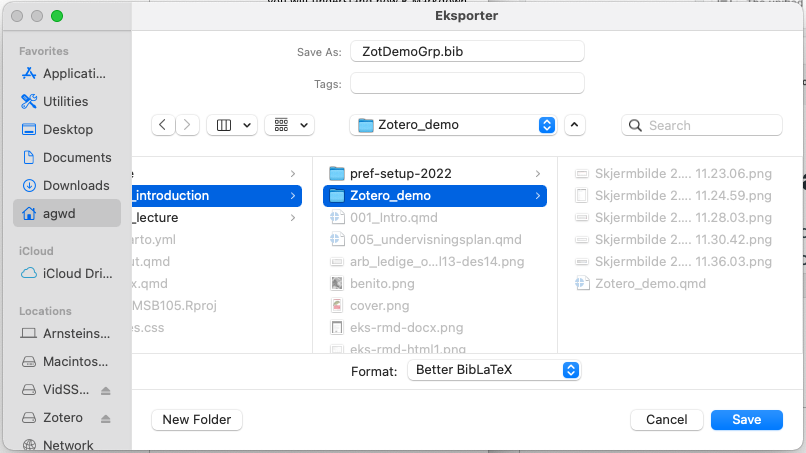 Eksporter
Save As: ZotDemoGrp.bib
Tags:
Zotero_demo
Search
Favorites
Applicati...
Utilities
Desktop
Documents
Downloads
agwd
iCloud
iCloud Dri...
Locations
Arnsteins...
Macintos...
VidSS...
Zotero
Network
_introduction
_lecture
arto.yml
ut.qmd
x.qmd
MSB105.Rproj
es.css
pref-setup-2022
Zotero_demo
001_Intro.qmd
005_undervisningsplan.qmd
arb_ledige_o...l13-des14.png
benito.png
cover.png
eks-rmd-docx.png
eks-rmd-html1.png
Skjermbilde 2.... 11.23.06.png
Skjermbilde 2.... 11.24.59.png
Skjermbilde 2.... 11.28.03.png
Skjermbilde 2.... 11.30.42.png
Skjermbilde 2.... 11.36.03.png
Zotero_demo.qmd
Format: Better BibLaTeX
New Folder
Cancel
Save